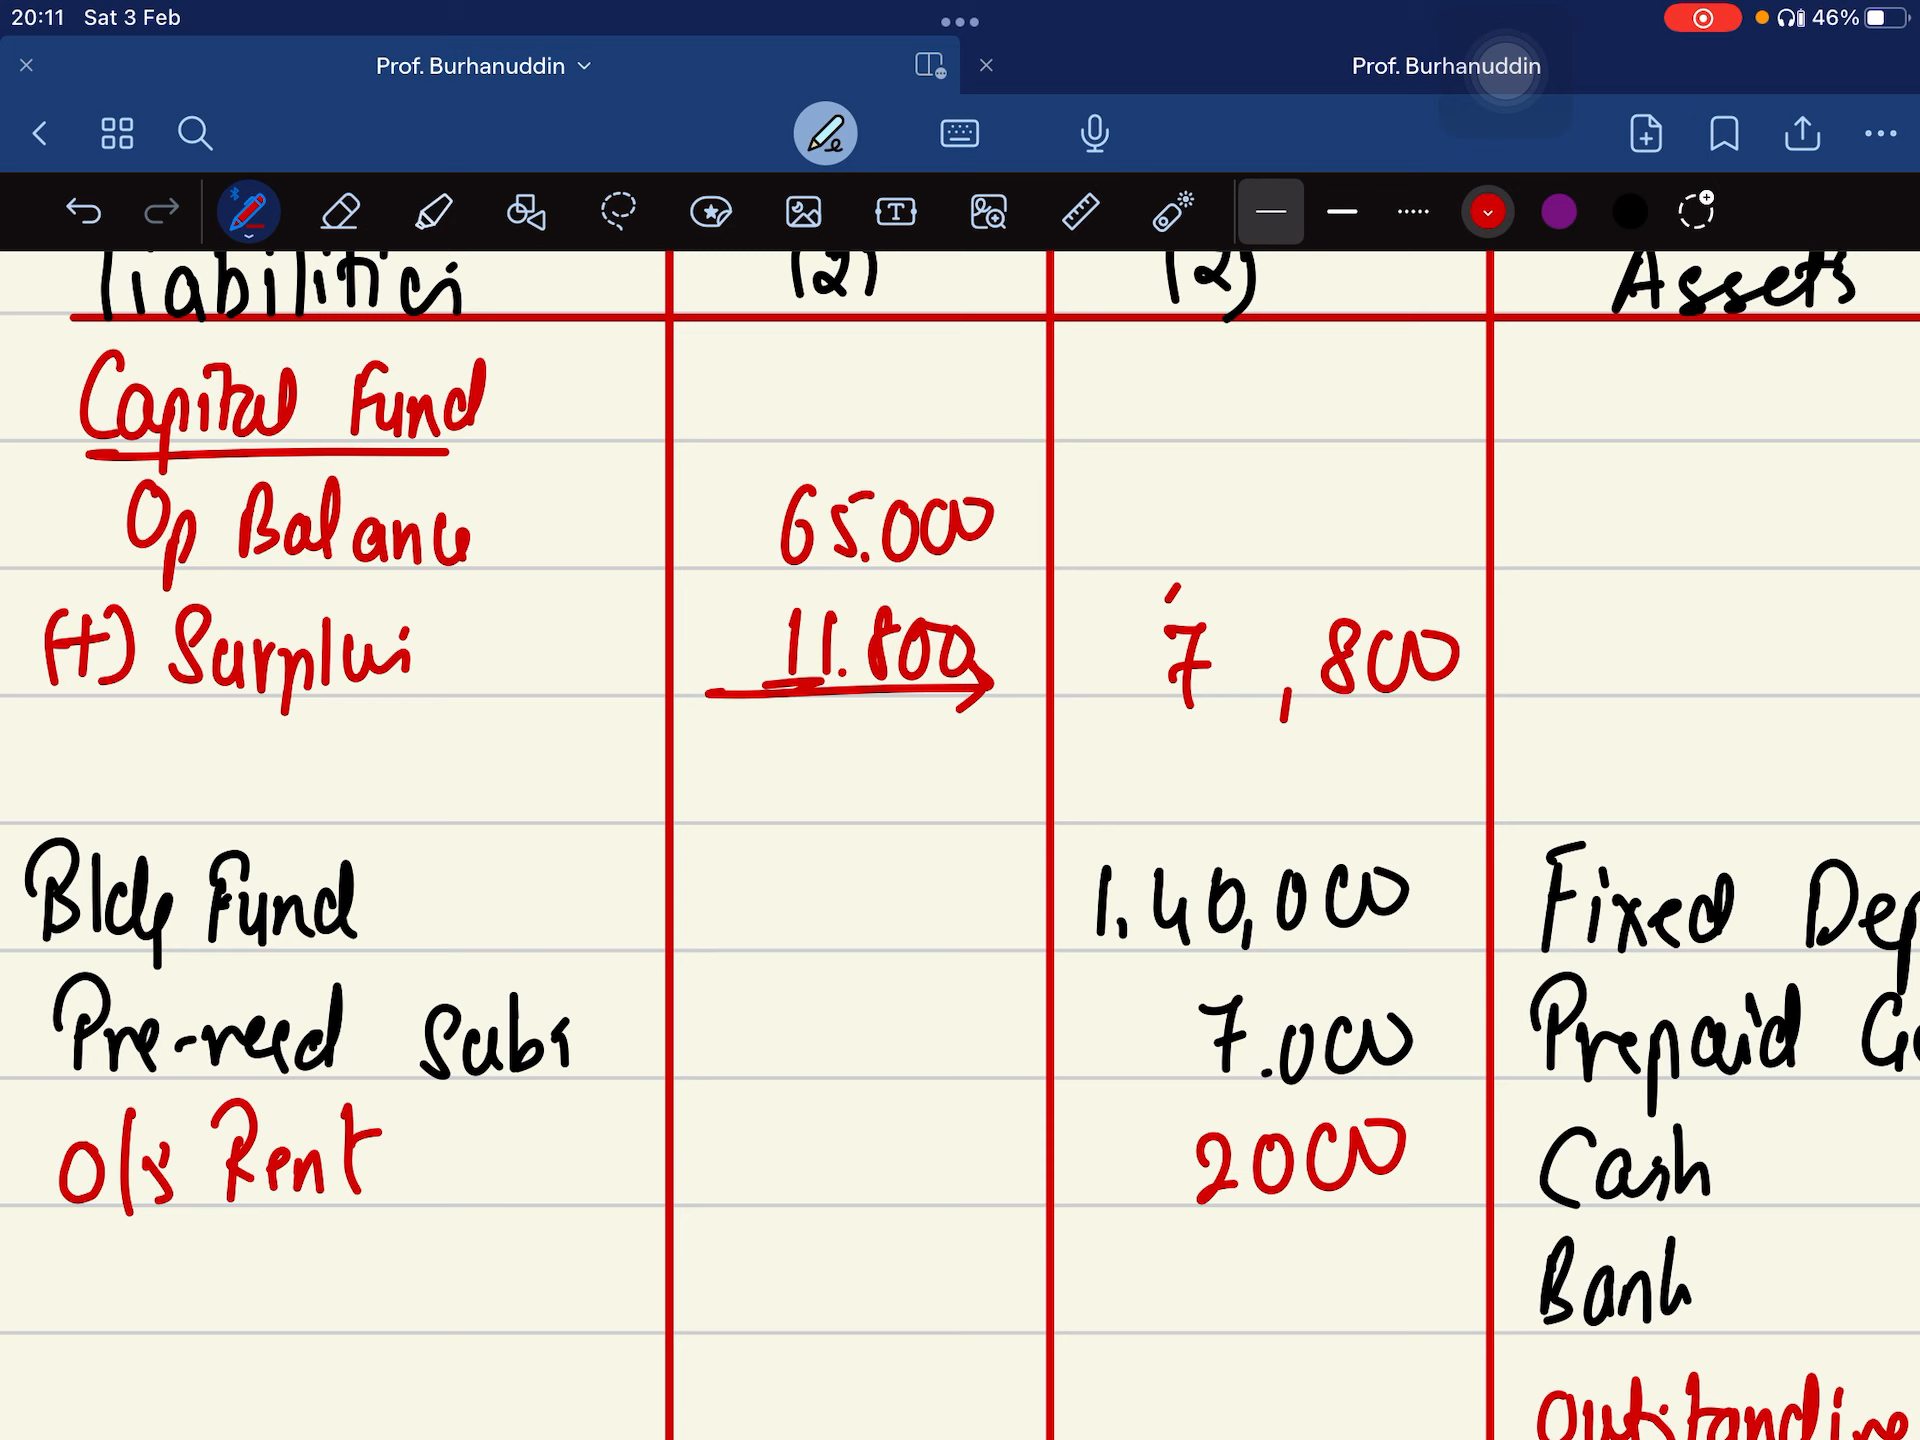 20:11 Sat 3 Feb 46%
Prof. Burhanuddin Prof. Burhanuddin
Liabilities (₹) (₹) Assets
Capital Fund
Op Balance 65.000
(+) Surplus 11.800 7 ,800
Bldg Fund 1.40,000 Fixed Dep
Pre-recd Subs 7.000 Prepaid
O/s Rent 2000 Cash
Bank
Outstanding